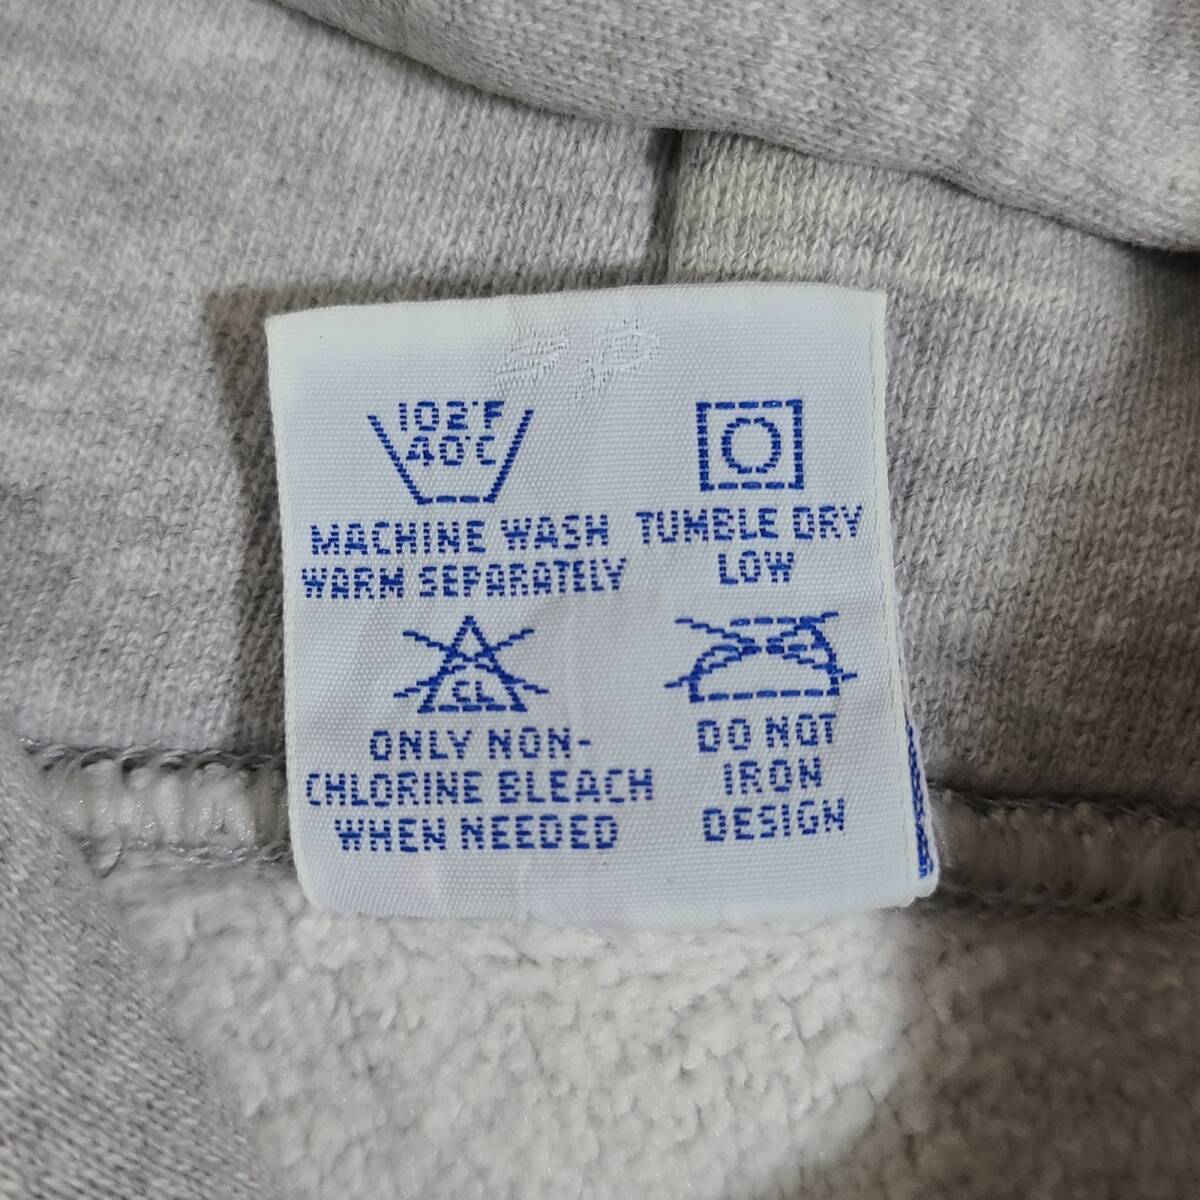 102°F
40°C
MACHINE WASH
WARM SEPARATELY
TUMBLE DRY
LOW
CL
ONLY NON-
CHLORINE BLEACH
WHEN NEEDED
DO NOT
IRON
DESIGN